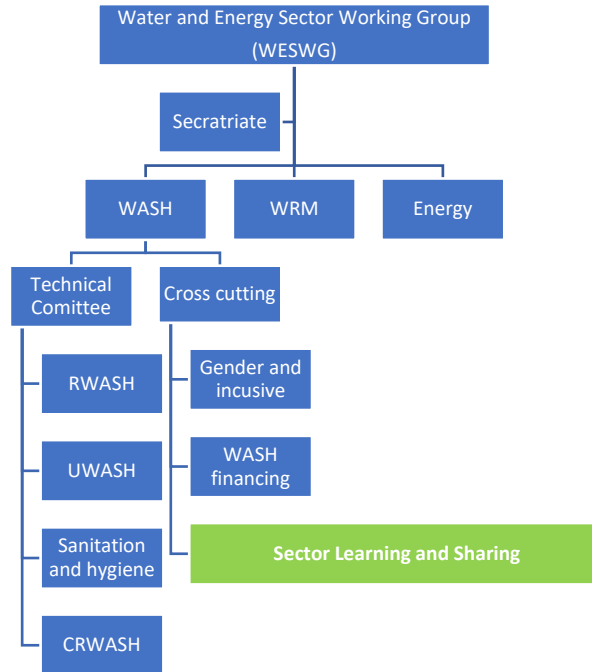 Water and Energy Sector Working Group
(WESWG)
Secratriate
WASH
WRM
Energy
Technical
Comittee
Cross cutting
RWASH
Gender and
incusive
UWASH
WASH
financing
Sanitation
and hygiene
Sector Learning and Sharing
CRWASH